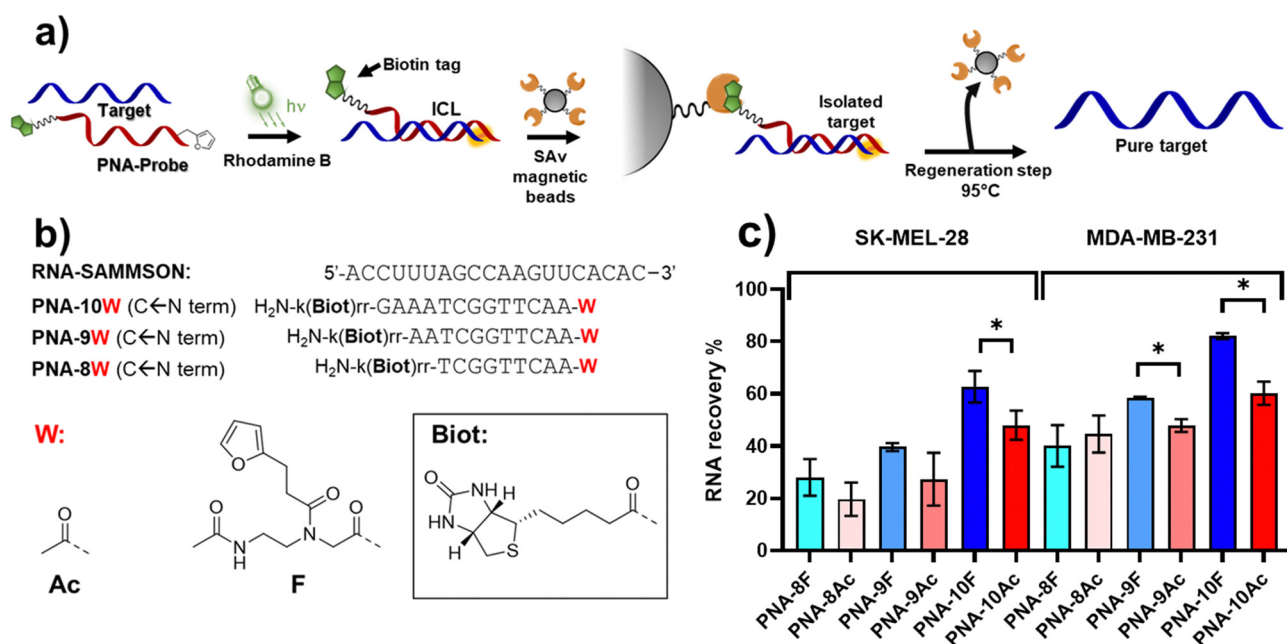 a)
Target
PNA-Probe
hν
Rhodamine B
Biotin tag
ICL
SAv
magnetic
beads
Isolated
target
Regeneration step
95°C
Pure target
b)
RNA-SAMMSON: 5'-ACCUUUAGCCAAGUUCACAC-3'
PNA-10W (C←N term) H₂N-k(Biot)rr-GAAATCGGTTCAA-W
PNA-9W (C←N term) H₂N-k(Biot)rr-AATCGGTTCAA-W
PNA-8W (C←N term) H₂N-k(Biot)rr-TCGGTTCAA-W
W:
O
Ac
O
O
N
H
N
O
O
F
Biot:
O
NH
HN
H
H
S
O
c)
SK-MEL-28 MDA-MB-231
RNA recovery %
100
80
60
40
20
0
*
*
*
PNA-8F
PNA-8Ac
PNA-9F
PNA-9Ac
PNA-10F
PNA-10Ac
PNA-8F
PNA-8Ac
PNA-9F
PNA-9Ac
PNA-10F
PNA-10Ac